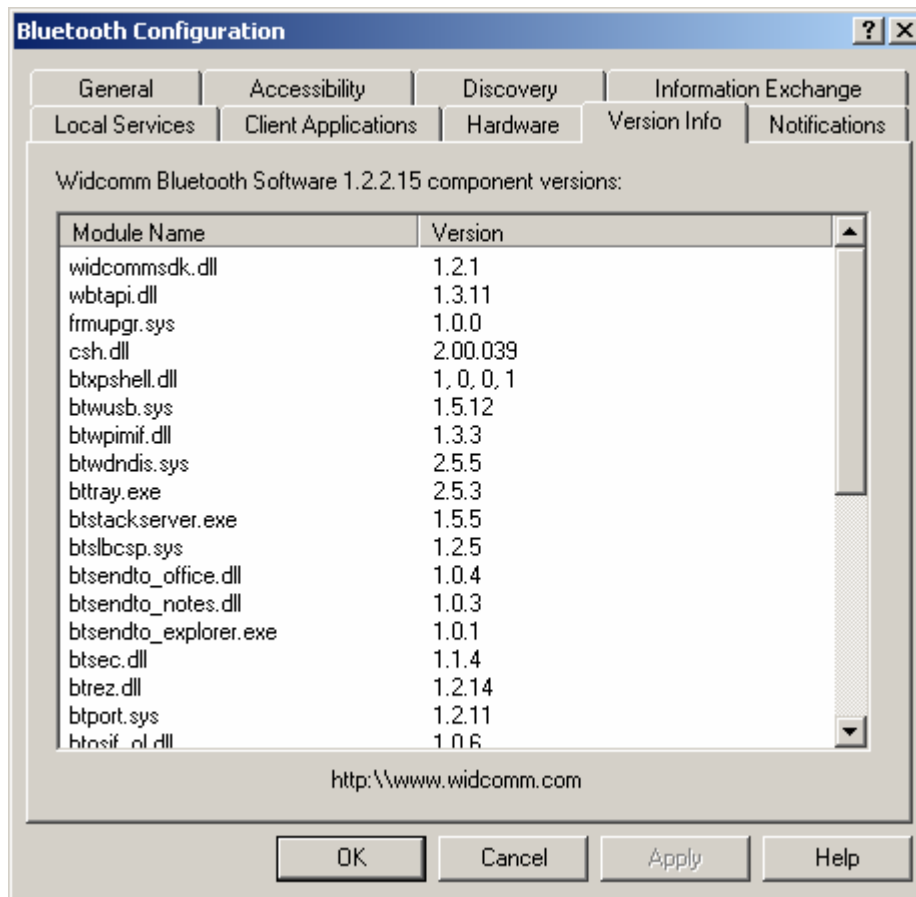 Bluetooth Configuration
General Accessibility Discovery Information Exchange
Local Services Client Applications Hardware Version Info Notifications
Widcomm Bluetooth Software 1.2.2.15 component versions:
Module Name Version
widcommsdk.dll 1.2.1
wbtapi.dll 1.3.11
frmupgr.sys 1.0.0
csh.dll 2.00.039
btxpshell.dll 1, 0, 0, 1
btwusb.sys 1.5.12
btwpimif.dll 1.3.3
btwdndis.sys 2.5.5
bttray.exe 2.5.3
btstackserver.exe 1.5.5
btslbcsp.sys 1.2.5
btsendto_office.dll 1.0.4
btsendto_notes.dll 1.0.3
btsendto_explorer.exe 1.0.1
btsec.dll 1.1.4
btrez.dll 1.2.14
btport.sys 1.2.11
btosif_ol.dll 1.0.6
http:\\www.widcomm.com
OK Cancel Apply Help